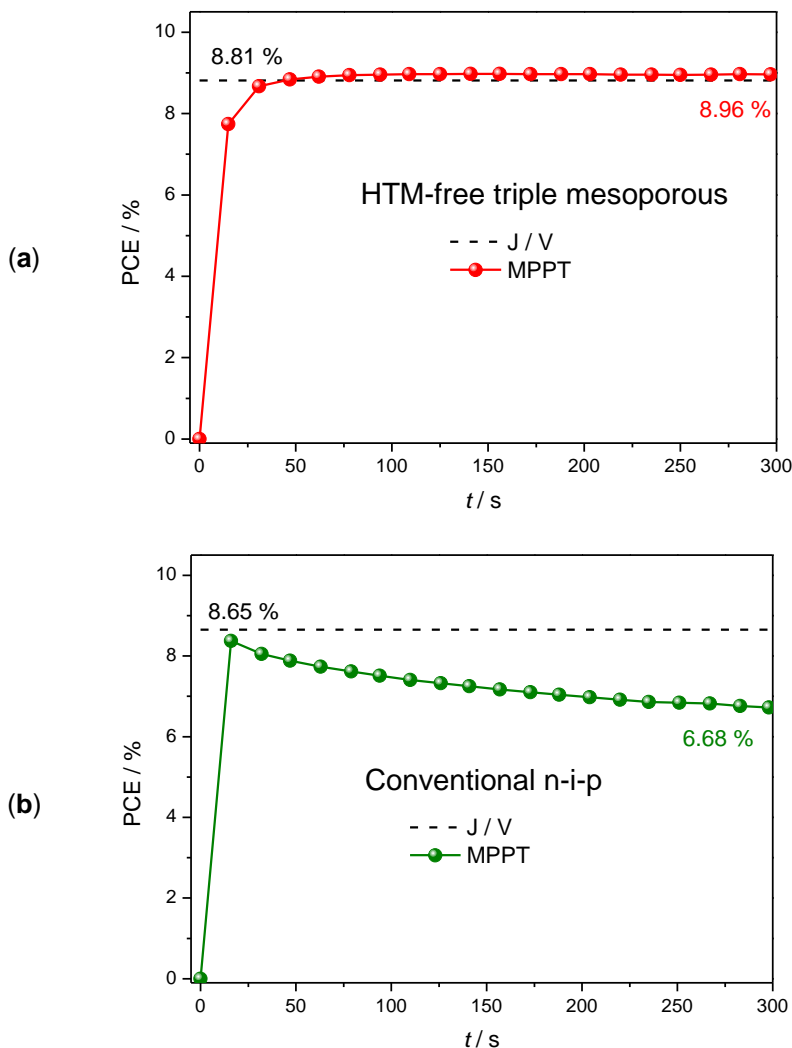 (a)
PCE / %
10
8
6
4
2
0
8.81 %
8.96 %
HTM-free triple mesoporous
J / V
MPPT
0 50 100 150 200 250 300
t / s
(b)
PCE / %
10
8
6
4
2
0
8.65 %
6.68 %
Conventional n-i-p
J / V
MPPT
0 50 100 150 200 250 300
t / s